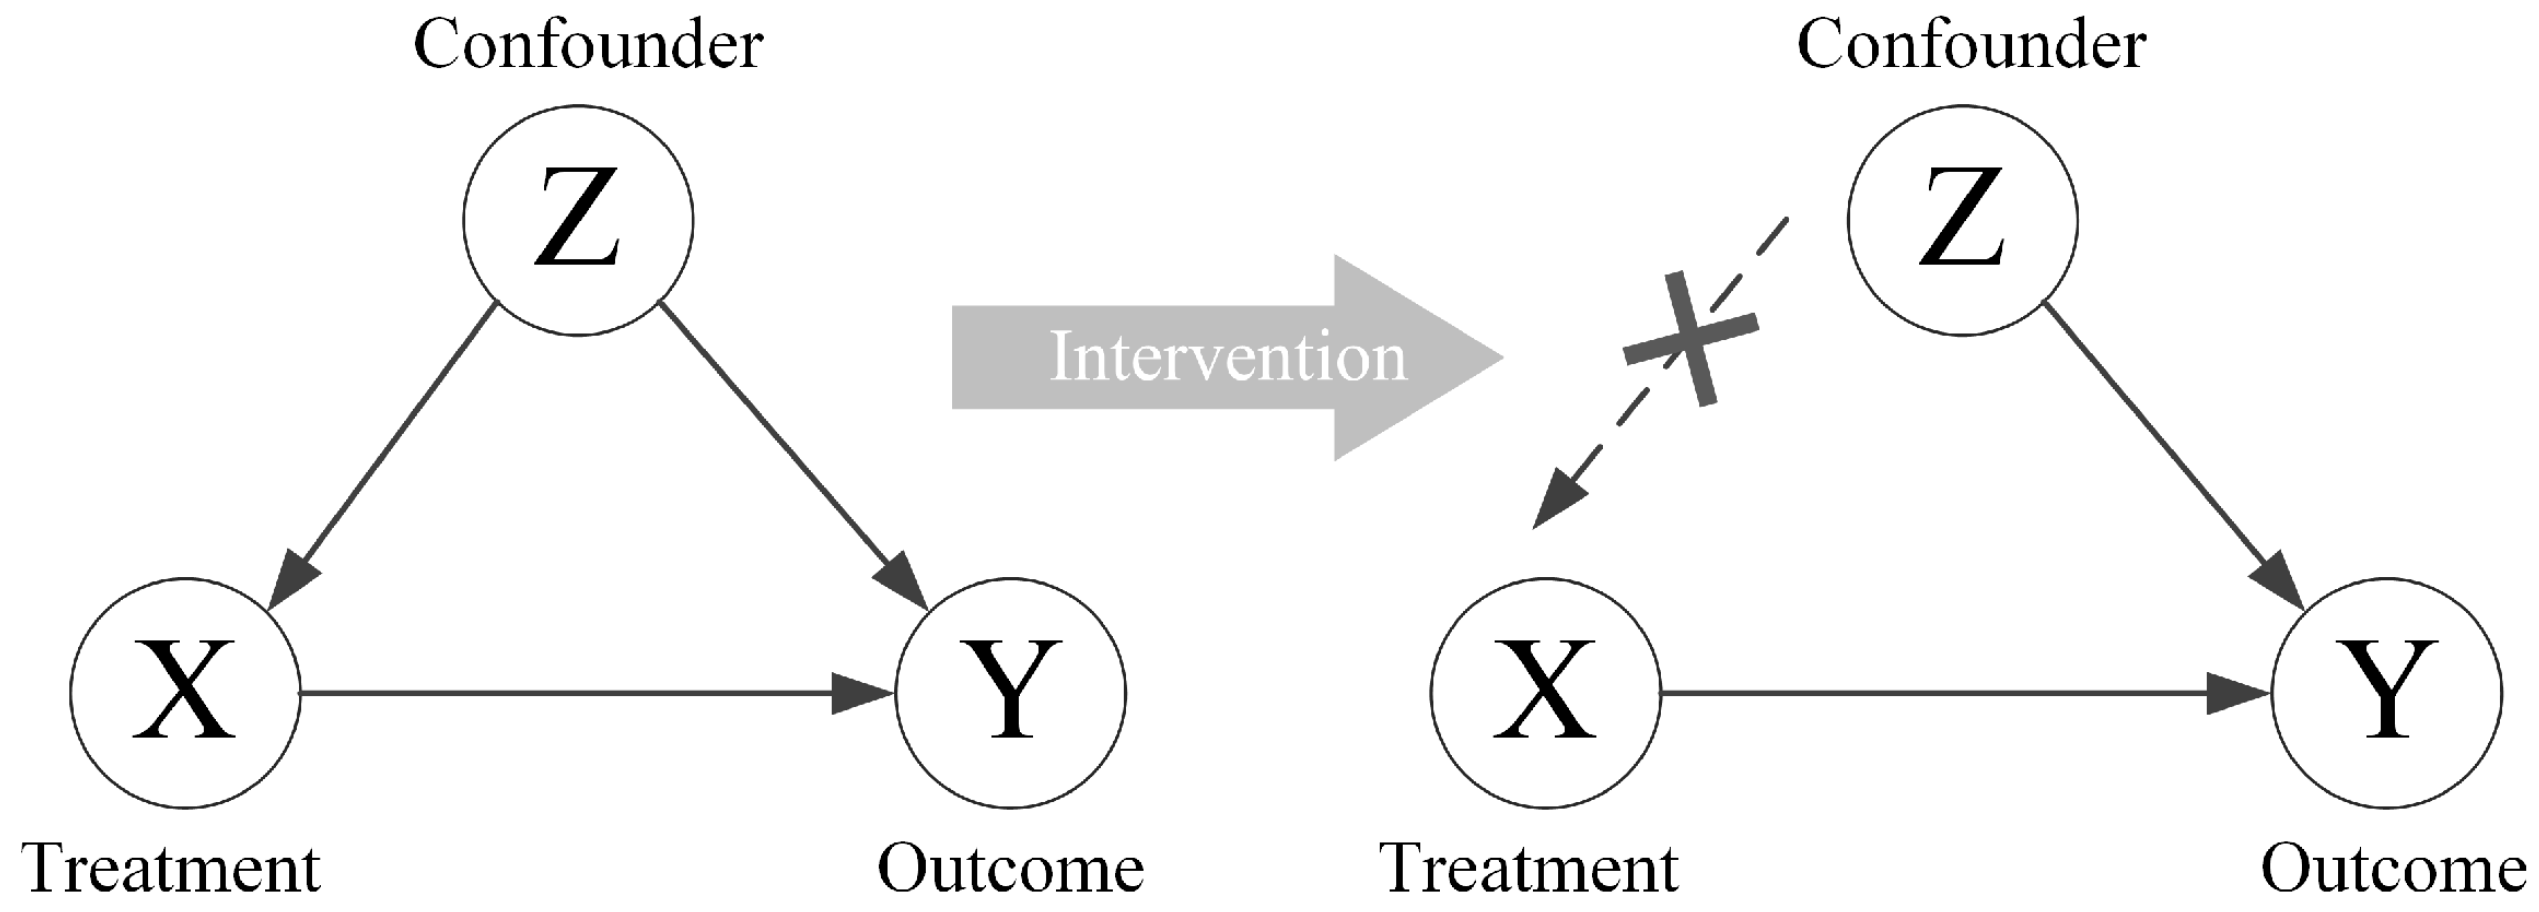 Confounder
Z
X
Y
Treatment
Outcome
Intervention
Confounder
Z
X
Y
Treatment
Outcome